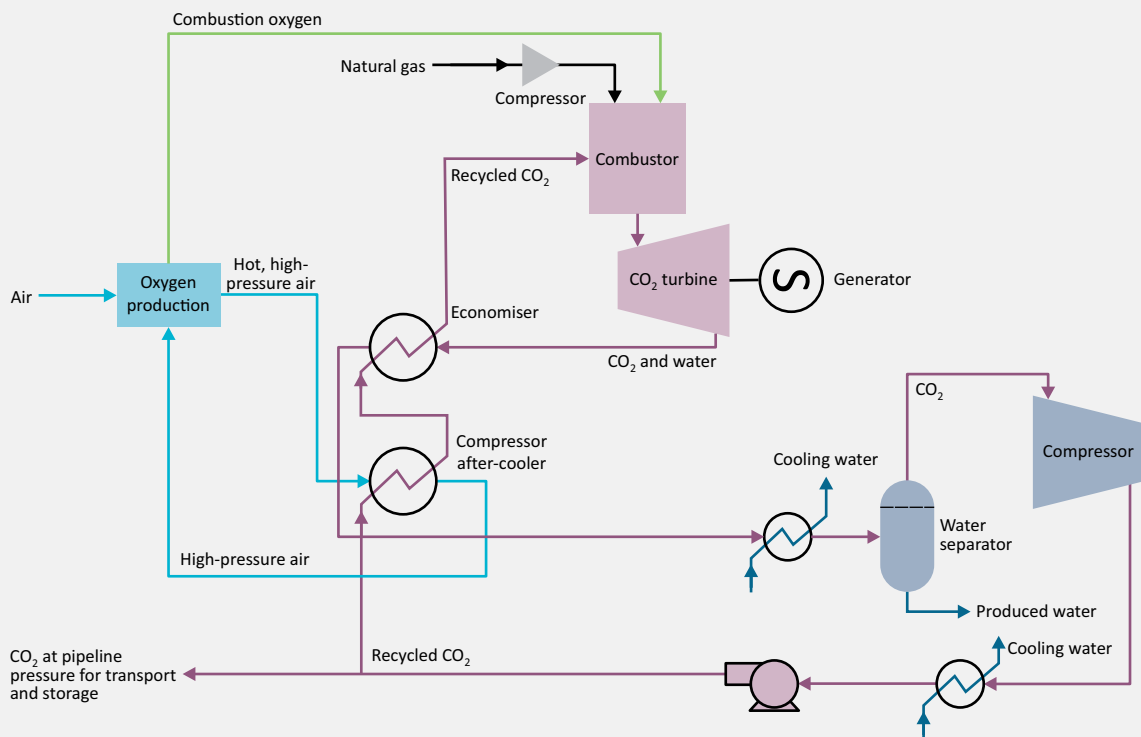 Combustion oxygen
Natural gas
Compressor
Combustor
Recycled CO₂
CO₂ turbine
Generator
Hot, high-
pressure air
Air
Oxygen
production
Economiser
CO₂ and water
CO₂
Compressor
after-cooler
Compressor
Cooling water
Water
separator
High-pressure air
Produced water
Cooling water
CO₂ at pipeline
pressure for transport
and storage
Recycled CO₂